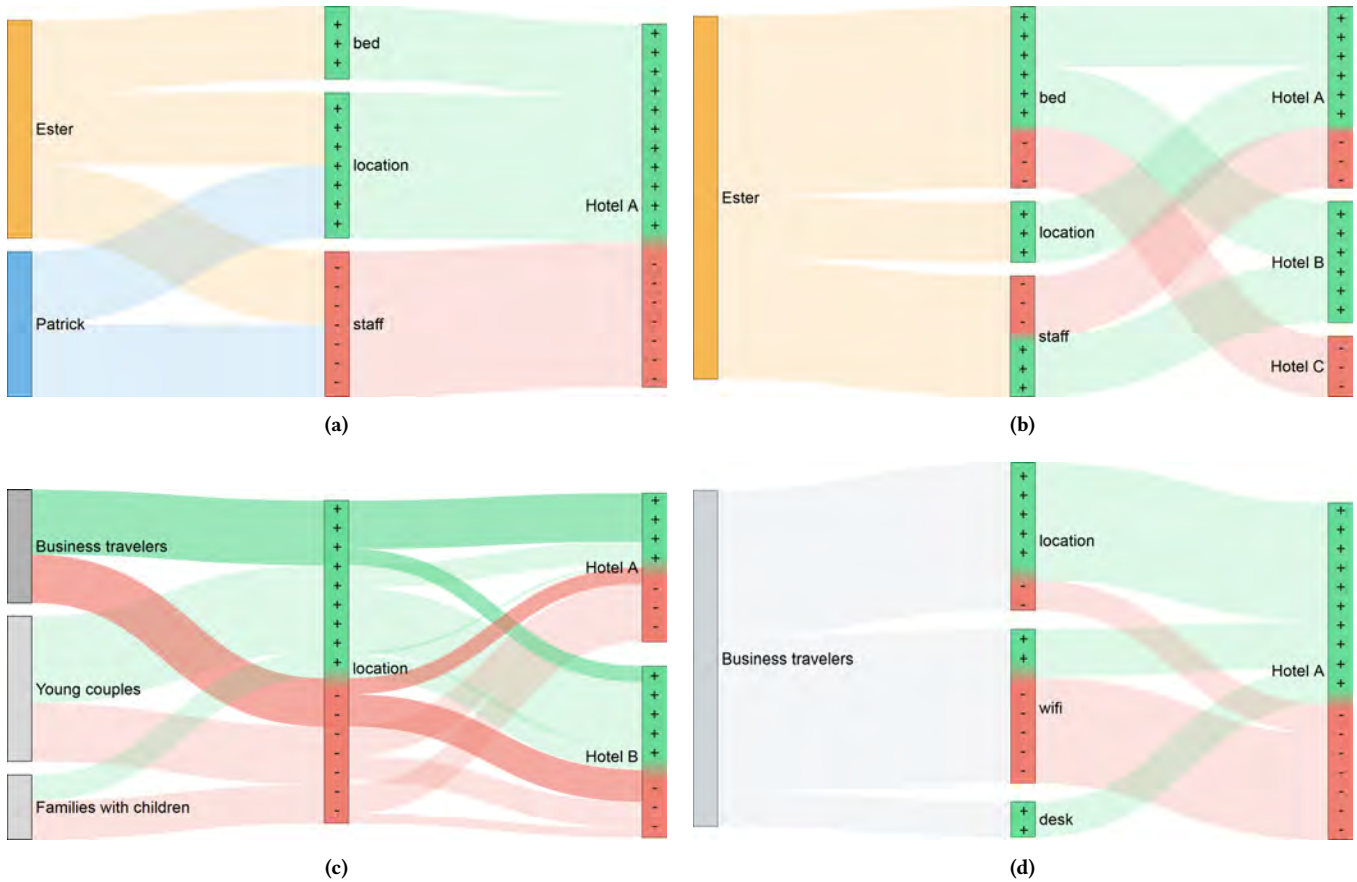 Ester
Patrick
+
+
+
bed
+
+
+
+
+
+
+
+
location
-
-
-
-
-
-
-
staff
Hotel A
(a)
Ester
bed
location
staff
Hotel A
Hotel B
Hotel C
(b)
Business travelers
Young couples
Families with children
location
Hotel A
Hotel B
(c)
Business travelers
location
wifi
desk
Hotel A
(d)